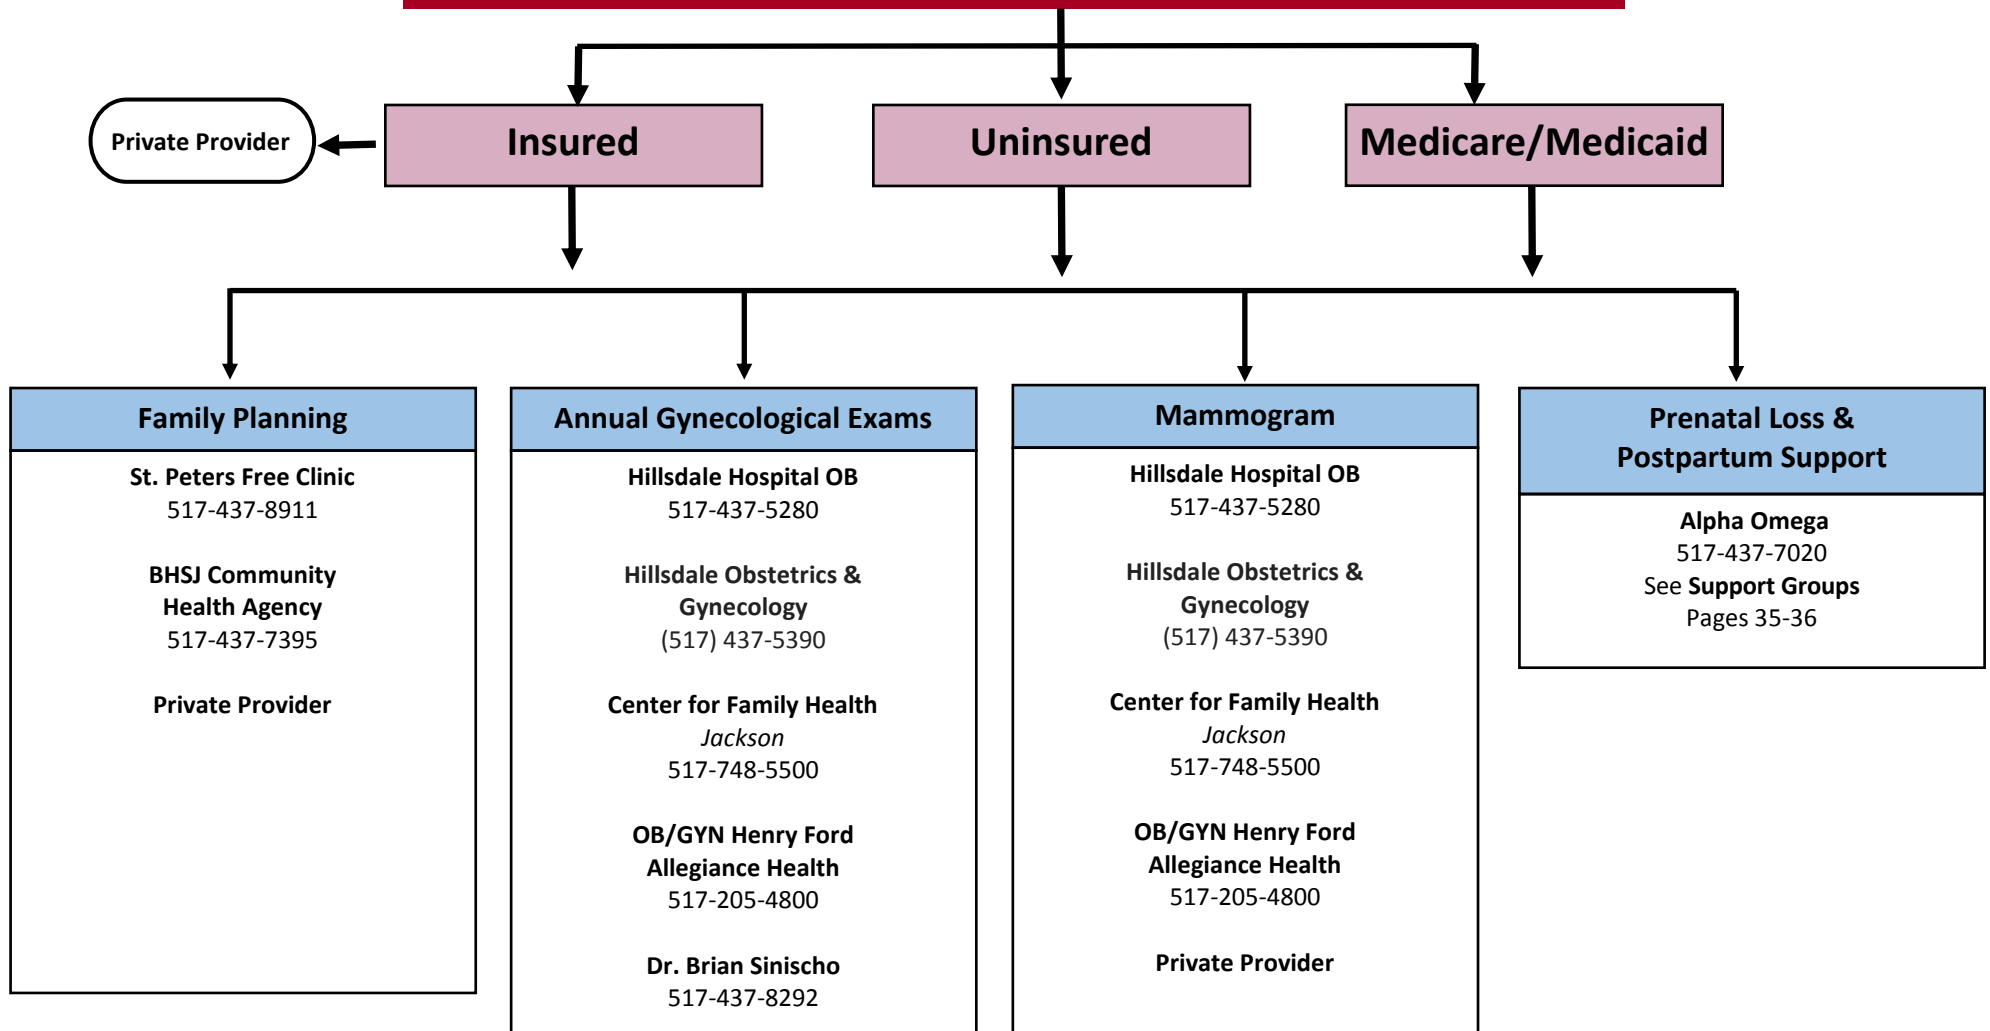 Private Provider
Insured
Uninsured
Medicare/Medicaid
Family Planning
St. Peters Free Clinic
517-437-8911
BHSJ Community
Health Agency
517-437-7395
Private Provider
Annual Gynecological Exams
Hillsdale Hospital OB
517-437-5280
Hillsdale Obstetrics &
Gynecology
(517) 437-5390
Center for Family Health
Jackson
517-748-5500
OB/GYN Henry Ford
Allegiance Health
517-205-4800
Dr. Brian Sinischo
517-437-8292
Mammogram
Hillsdale Hospital OB
517-437-5280
Hillsdale Obstetrics &
Gynecology
(517) 437-5390
Center for Family Health
Jackson
517-748-5500
OB/GYN Henry Ford
Allegiance Health
517-205-4800
Private Provider
Prenatal Loss &
Postpartum Support
Alpha Omega
517-437-7020
See Support Groups
Pages 35-36